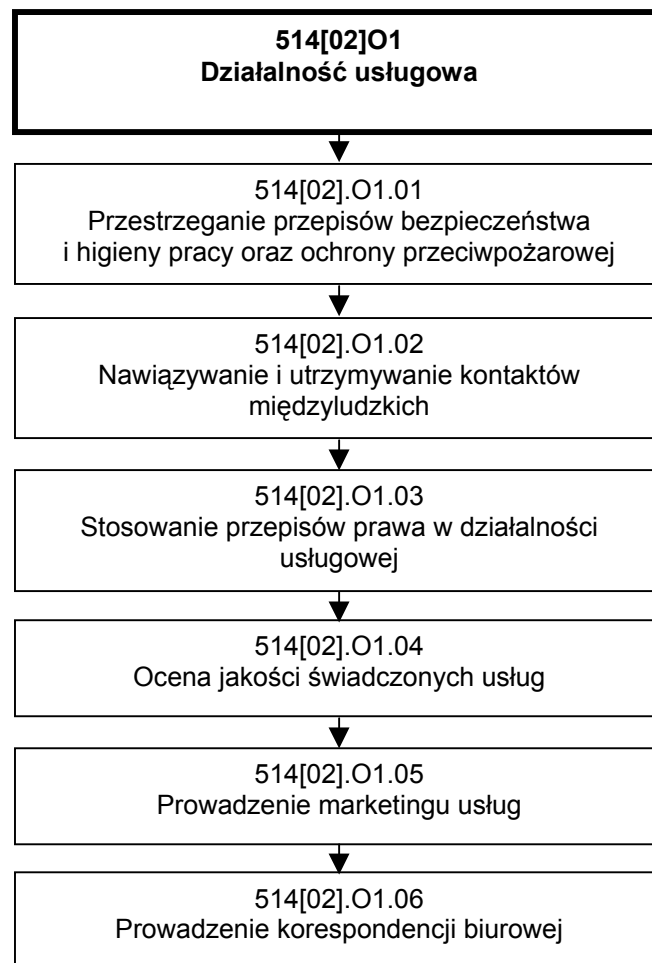 514[02]O1
Działalność usługowa
514[02].O1.01
Przestrzeganie przepisów bezpieczeństwa
i higieny pracy oraz ochrony przeciwpożarowej
514[02].O1.02
Nawiązywanie i utrzymywanie kontaktów
międzyludzkich
514[02].O1.03
Stosowanie przepisów prawa w działalności
usługowej
514[02].O1.04
Ocena jakości świadczonych usług
514[02].O1.05
Prowadzenie marketingu usług
514[02].O1.06
Prowadzenie korespondencji biurowej